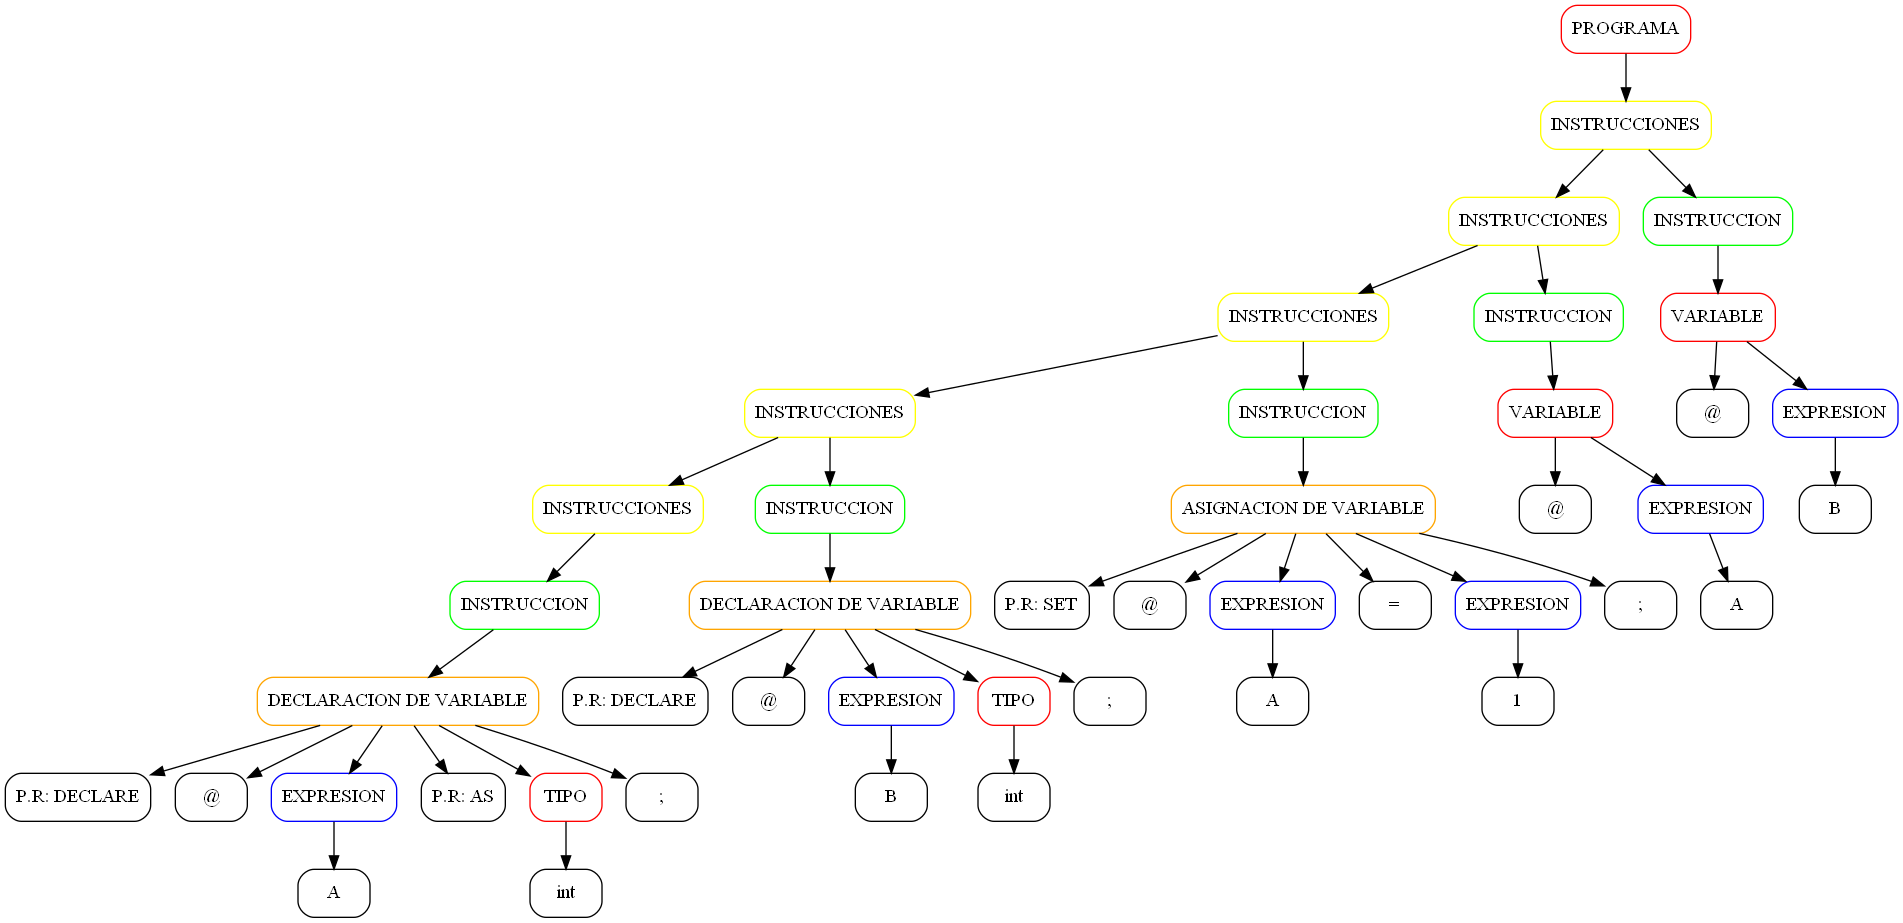 PROGRAMA
INSTRUCCIONES
INSTRUCCIONES
INSTRUCCION
INSTRUCCIONES
INSTRUCCION
VARIABLE
INSTRUCCIONES
INSTRUCCION
VARIABLE
@
EXPRESION
INSTRUCCIONES
INSTRUCCION
ASIGNACION DE VARIABLE
@
EXPRESION
B
INSTRUCCION
DECLARACION DE VARIABLE
P.R: SET
@
EXPRESION
=
EXPRESION
;
A
DECLARACION DE VARIABLE
P.R: DECLARE
@
EXPRESION
TIPO
;
A
1
P.R: DECLARE
@
EXPRESION
P.R: AS
TIPO
;
B
int
A
int